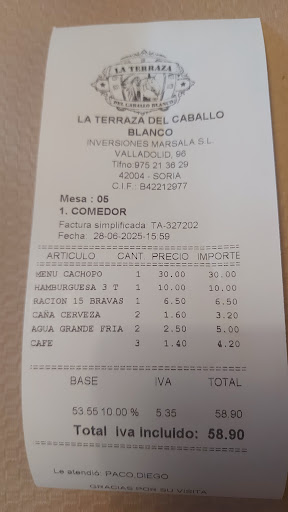 LA TERRAZA
DEL CABALLO BLANCO
LA TERRAZA DEL CABALLO
BLANCO
INVERSIONES MARSALA S.L.
VALLADOLID, 96
Tlfno:975 21 36 29
42004 - SORIA
C.I.F.: B42212977
Mesa : 05
1. COMEDOR
Factura simplificada: TA-327202
Fecha: 28-06-2025-15:59
ARTICULO CANT PRECIO IMPORTE
MENU CACHOPO 1 30.00 30.00
HAMBURGUESA 3 T 1 10.00 10.00
RACION 15 BRAVAS 1 6.50 6.50
CAÑA CERVEZA 2 1.60 3.20
AGUA GRANDE FRIA 2 2.50 5.00
CAFE 3 1.40 4.20
BASE IVA TOTAL
53.55 10.00 % 5.35 58.90
Total iva incluido: 58.90
Le atendió: PACO,DIEGO
GRACIAS POR SU VISITA